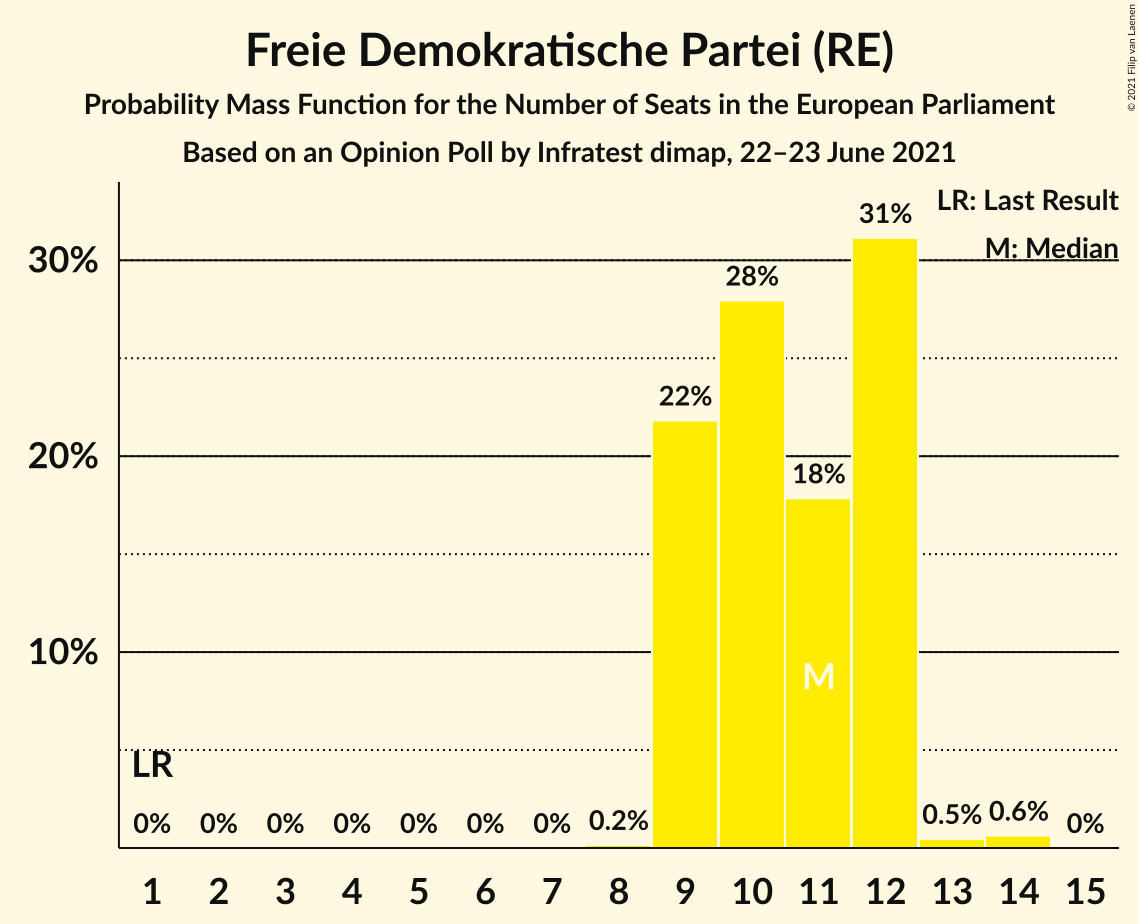 Freie Demokratische Partei (RE)
Probability Mass Function for the Number of Seats in the European Parliament
Based on an Opinion Poll by Infratest dimap, 22–23 June 2021
© 2021 Filip van Laenen
LR: Last Result
M: Median
31%
30%
28%
22%
20%
18%
10%
M
LR
0% 0% 0% 0% 0% 0% 0% 0.2% 0.5% 0.6% 0%
1 2 3 4 5 6 7 8 9 10 11 12 13 14 15